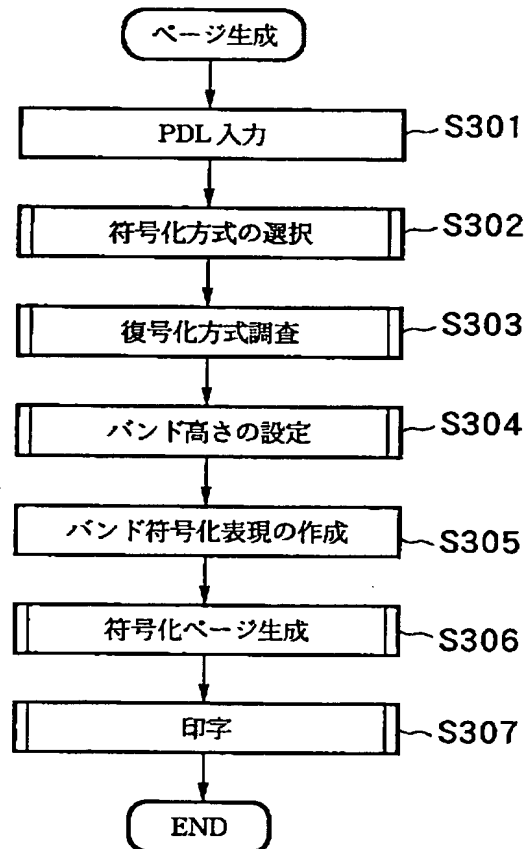 ページ生成
PDL 入力
S301
符号化方式の選択
S302
復号化方式調査
S303
バンド高さの設定
S304
バンド符号化表現の作成
S305
符号化ページ生成
S306
印字
S307
END